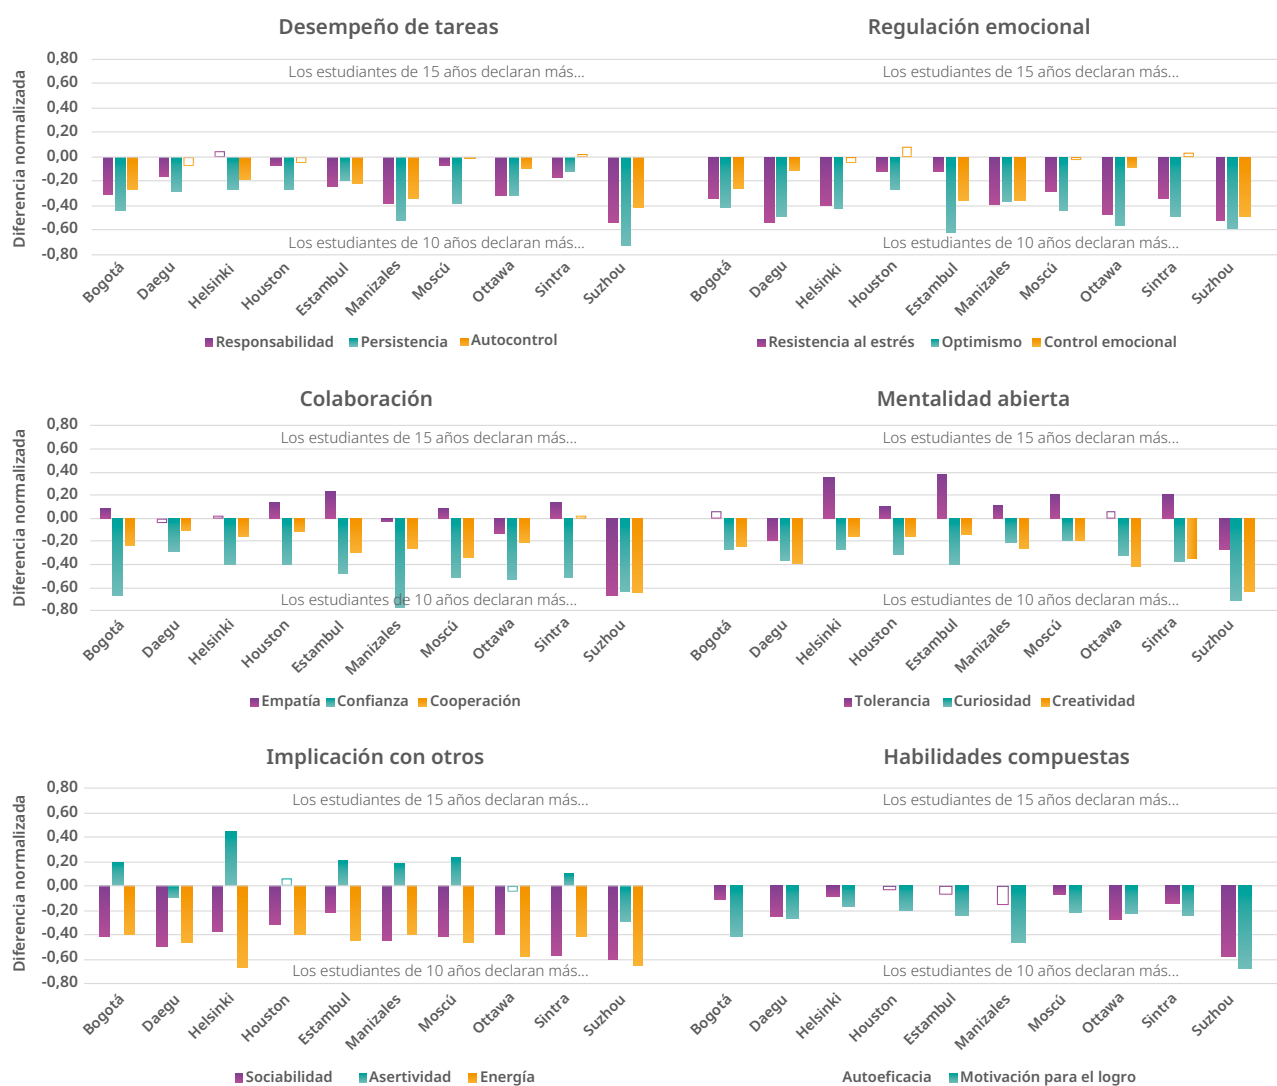 Desempeño de tareas
Diferencia normalizada
0,80
0,60
0,40
0,20
0,00
-0,20
-0,40
-0,60
-0,80
Los estudiantes de 15 años declaran más...
Los estudiantes de 10 años declaran más...
Bogotá
Daegu
Helsinki
Houston
Estambul
Manizales
Moscú
Ottawa
Sintra
Suzhou
Responsabilidad Persistencia Autocontrol
Regulación emocional
Los estudiantes de 15 años declaran más...
Los estudiantes de 10 años declaran más...
Bogotá
Daegu
Helsinki
Houston
Estambul
Manizales
Moscú
Ottawa
Sintra
Suzhou
Resistencia al estrés Optimismo Control emocional
Colaboración
Diferencia normalizada
0,80
0,60
0,40
0,20
0,00
-0,20
-0,40
-0,60
-0,80
Los estudiantes de 15 años declaran más...
Los estudiantes de 10 años declaran más...
Bogotá
Daegu
Helsinki
Houston
Estambul
Manizales
Moscú
Ottawa
Sintra
Suzhou
Empatía Confianza Cooperación
Mentalidad abierta
Los estudiantes de 15 años declaran más...
Los estudiantes de 10 años declaran más...
Bogotá
Daegu
Helsinki
Houston
Estambul
Manizales
Moscú
Ottawa
Sintra
Suzhou
Tolerancia Curiosidad Creatividad
Implicación con otros
Diferencia normalizada
0,80
0,60
0,40
0,20
0,00
-0,20
-0,40
-0,60
-0,80
Los estudiantes de 15 años declaran más...
Los estudiantes de 10 años declaran más...
Bogotá
Daegu
Helsinki
Houston
Estambul
Manizales
Moscú
Ottawa
Sintra
Suzhou
Sociabilidad Asertividad Energía
Habilidades compuestas
Los estudiantes de 15 años declaran más...
Los estudiantes de 10 años declaran más...
Bogotá
Daegu
Helsinki
Houston
Estambul
Manizales
Moscú
Ottawa
Sintra
Suzhou
Autoeficacia Motivación para el logro